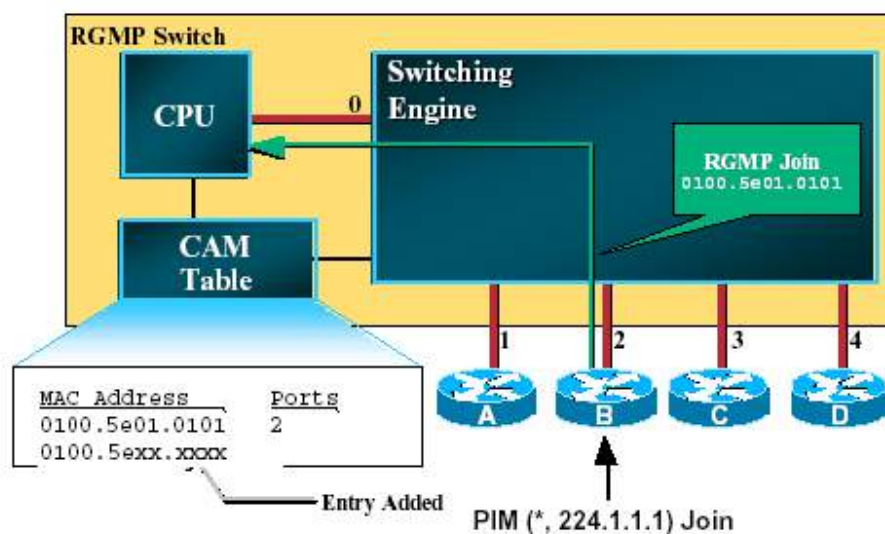 RGMP Switch
CPU
0
Switching
Engine
RGMP Join
0100.5e01.0101
CAM
Table
1
2
3
4
A
B
C
D
MAC Address Ports
0100.5e01.0101 2
0100.5exx.xxxx
Entry Added
PIM (*, 224.1.1.1) Join